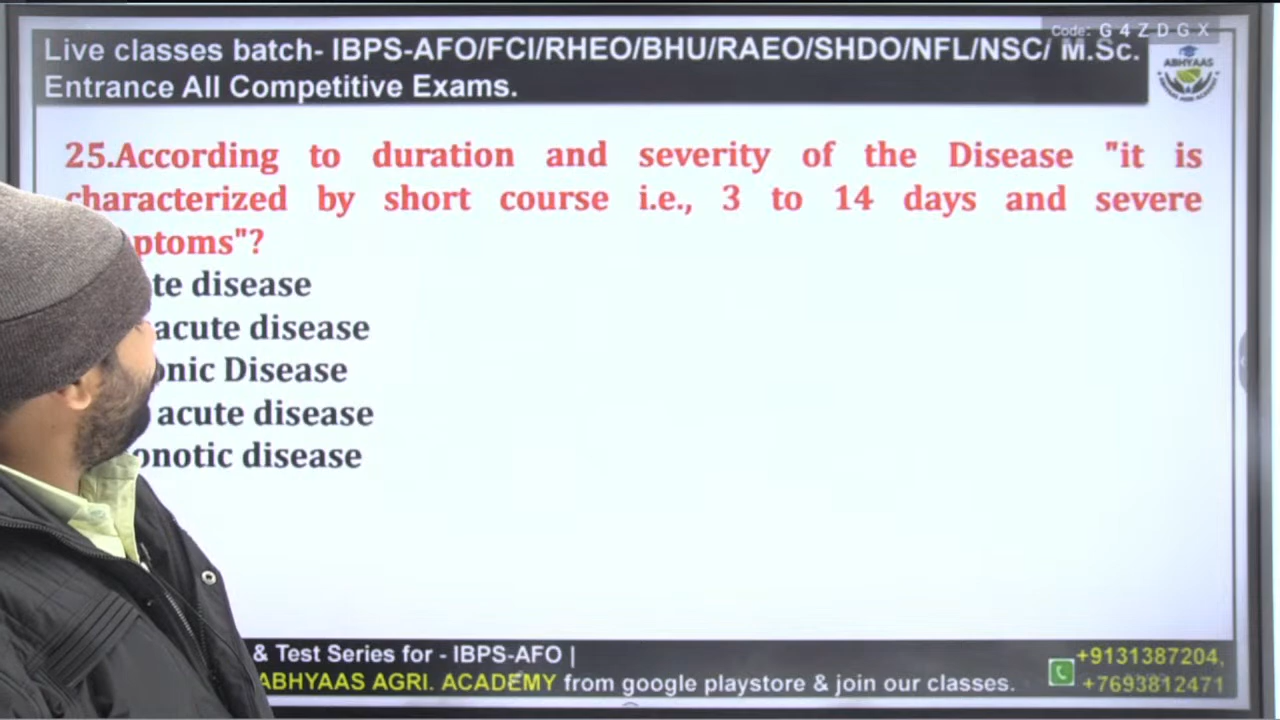 Code: G 4 Z D G X
Live classes batch- IBPS-AFO/FCI/RHEO/BHU/RAEO/SHDO/NFL/NSC/ M.Sc.
Entrance All Competitive Exams.
ABHYAAS
25.According to duration and severity of the Disease "it is
characterized by short course i.e., 3 to 14 days and severe
ptoms"?
te disease
acute disease
onic Disease
acute disease
onotic disease
& Test Series for - IBPS-AFO |
ABHYAAS AGRI. ACADEMY from google playstore & join our classes.
+9131387204,
+7693812471